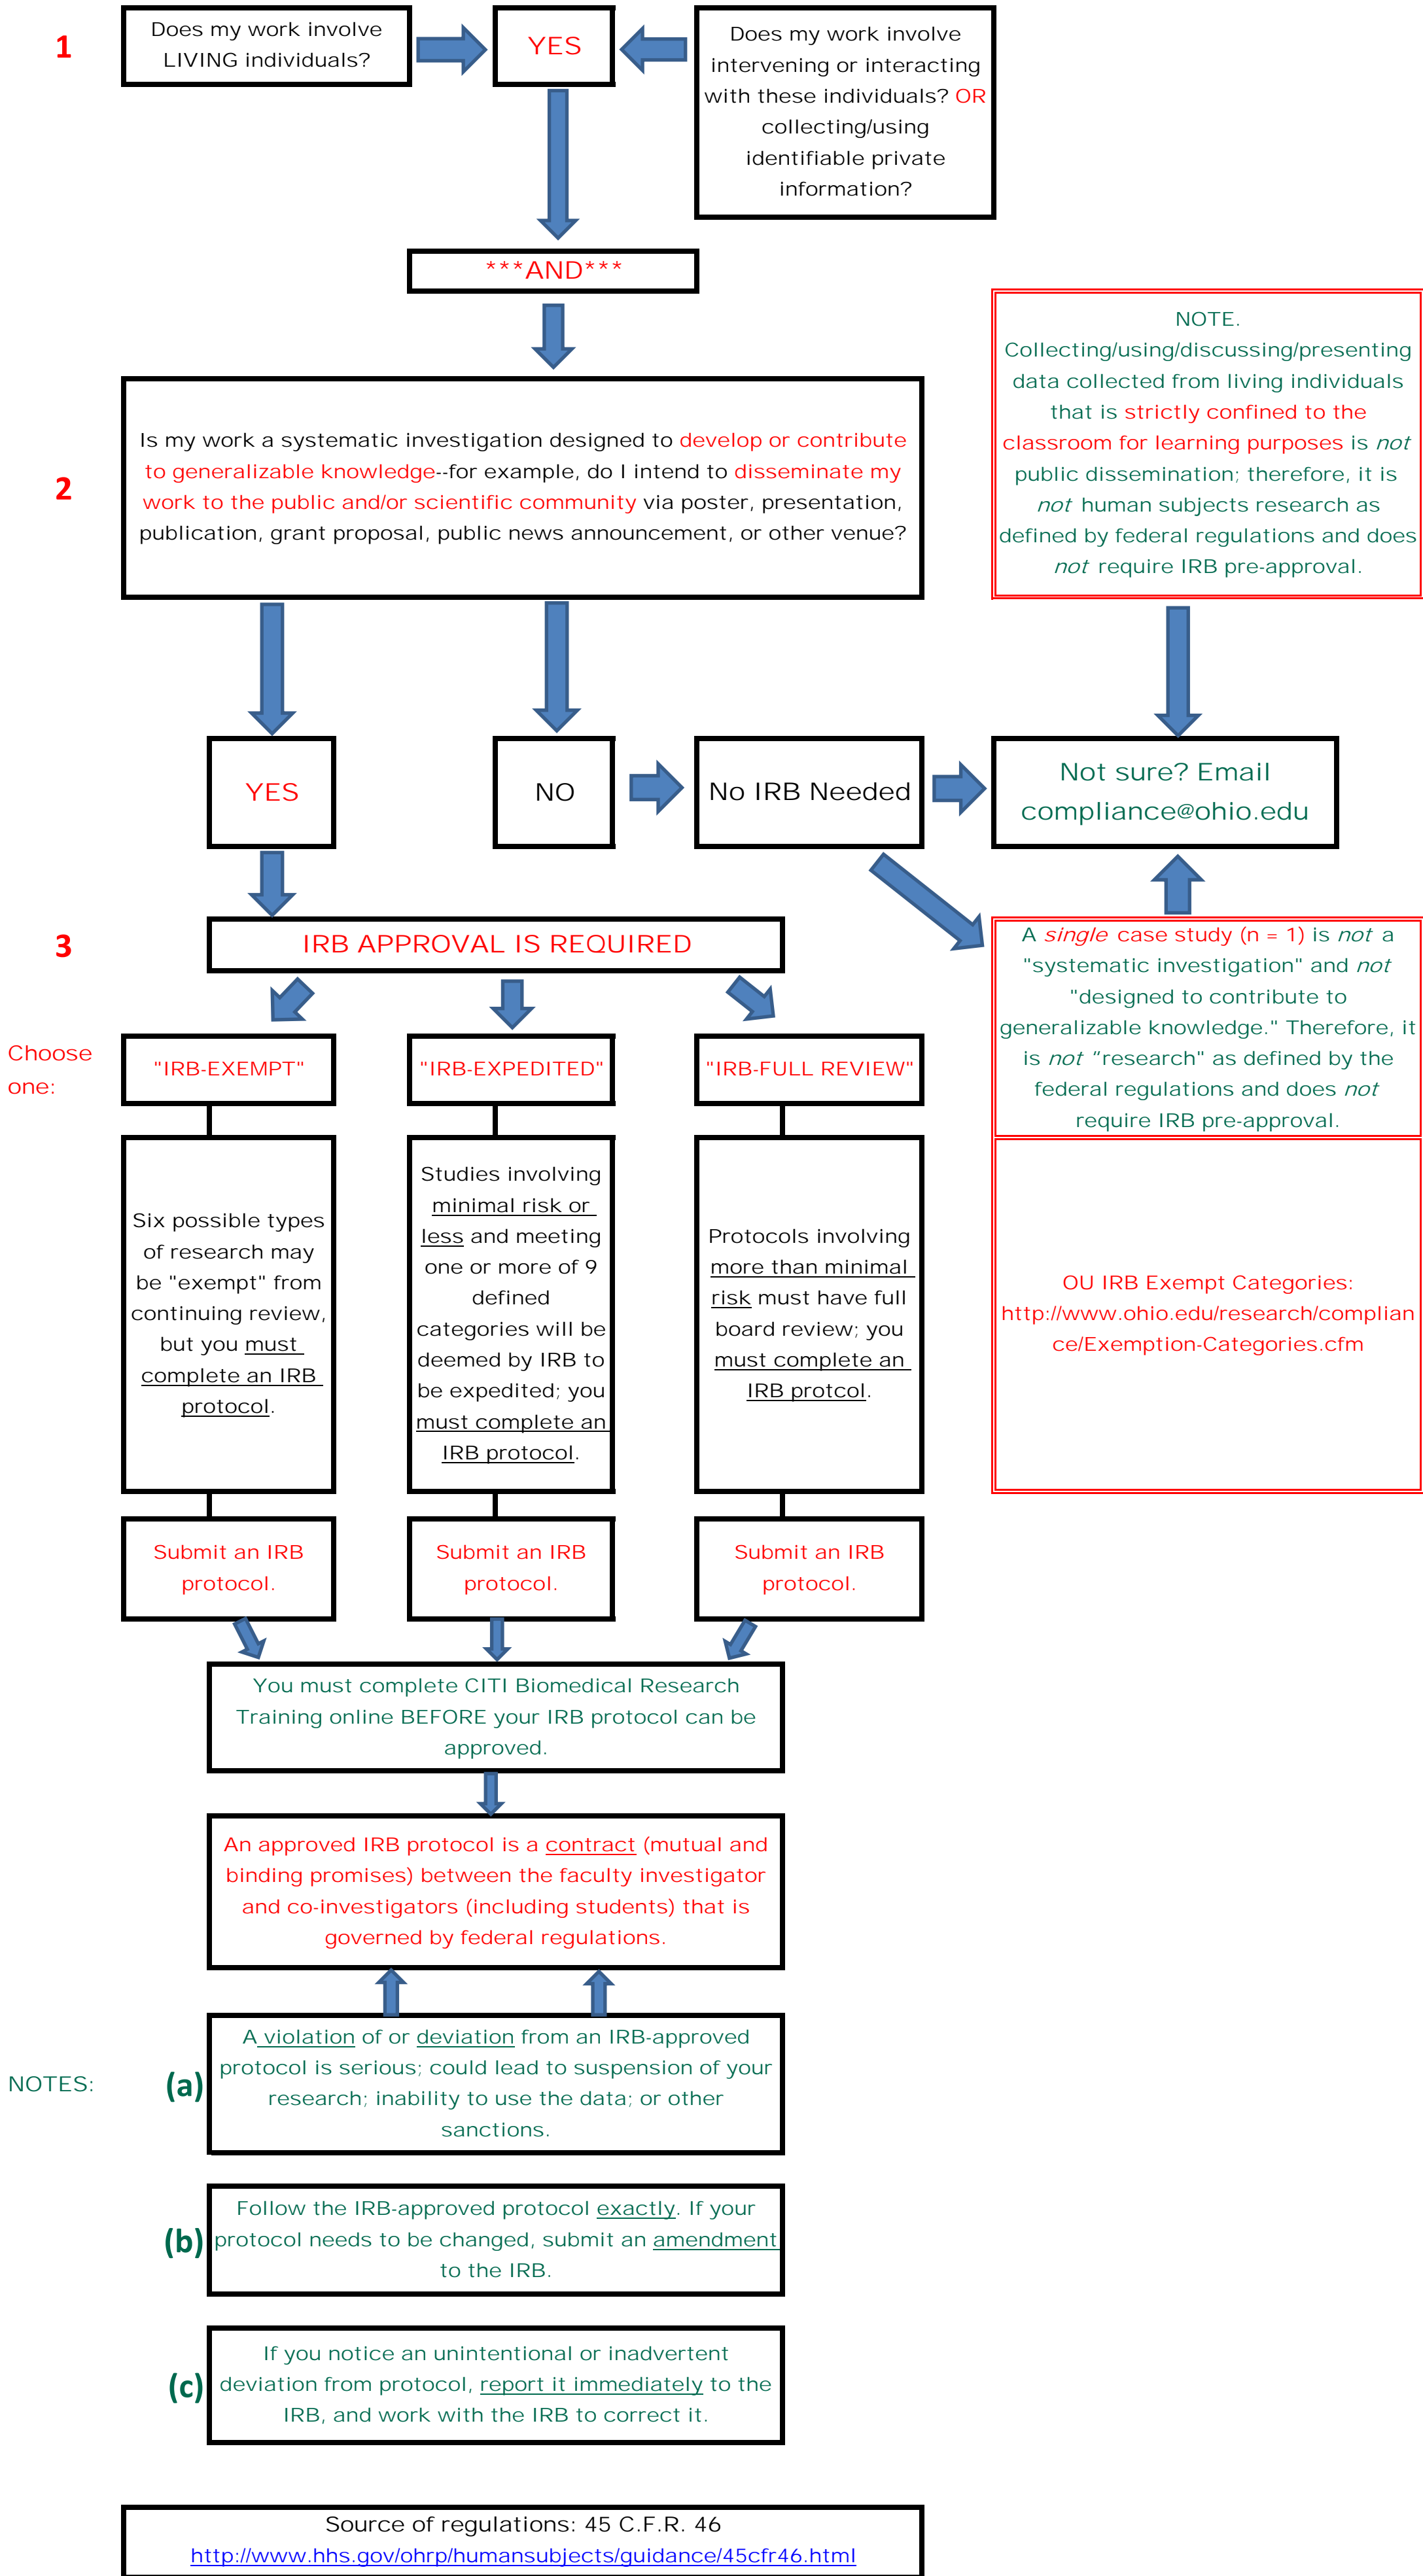 1
Does my work involve
LIVING individuals?
YES
Does my work involve
intervening or interacting
with these individuals? OR
collecting/using
identifiable private
information?
***AND***
NOTE.
Collecting/using/discussing/presenting
data collected from living individuals
that is strictly confined to the
classroom for learning purposes is not
public dissemination; therefore, it is
not human subjects research as
defined by federal regulations and does
not require IRB pre-approval.
2
Is my work a systematic investigation designed to develop or contribute
to generalizable knowledge--for example, do I intend to disseminate my
work to the public and/or scientific community via poster, presentation,
publication, grant proposal, public news announcement, or other venue?
YES
NO
No IRB Needed
Not sure? Email
compliance@ohio.edu
3
IRB APPROVAL IS REQUIRED
A single case study (n = 1) is not a
"systematic investigation" and not
"designed to contribute to
generalizable knowledge." Therefore, it
is not “research" as defined by the
federal regulations and does not
require IRB pre-approval.
Choose
one:
"IRB-EXEMPT"
"IRB-EXPEDITED"
"IRB-FULL REVIEW"
Six possible types
of research may
be "exempt" from
continuing review,
but you must
complete an IRB
protocol.
Studies involving
minimal risk or
less and meeting
one or more of 9
defined
categories will be
deemed by IRB to
be expedited; you
must complete an
IRB protocol.
Protocols involving
more than minimal
risk must have full
board review; you
must complete an
IRB protcol.
OU IRB Exempt Categories:
http://www.ohio.edu/research/complian
ce/Exemption-Categories.cfm
Submit an IRB
protocol.
Submit an IRB
protocol.
Submit an IRB
protocol.
You must complete CITI Biomedical Research
Training online BEFORE your IRB protocol can be
approved.
An approved IRB protocol is a contract (mutual and
binding promises) between the faculty investigator
and co-investigators (including students) that is
governed by federal regulations.
NOTES:
(a)
A violation of or deviation from an IRB-approved
protocol is serious; could lead to suspension of your
research; inability to use the data; or other
sanctions.
(b)
Follow the IRB-approved protocol exactly. If your
protocol needs to be changed, submit an amendment
to the IRB.
(c)
If you notice an unintentional or inadvertent
deviation from protocol, report it immediately to the
IRB, and work with the IRB to correct it.
Source of regulations: 45 C.F.R. 46
http://www.hhs.gov/ohrp/humansubjects/guidance/45cfr46.html